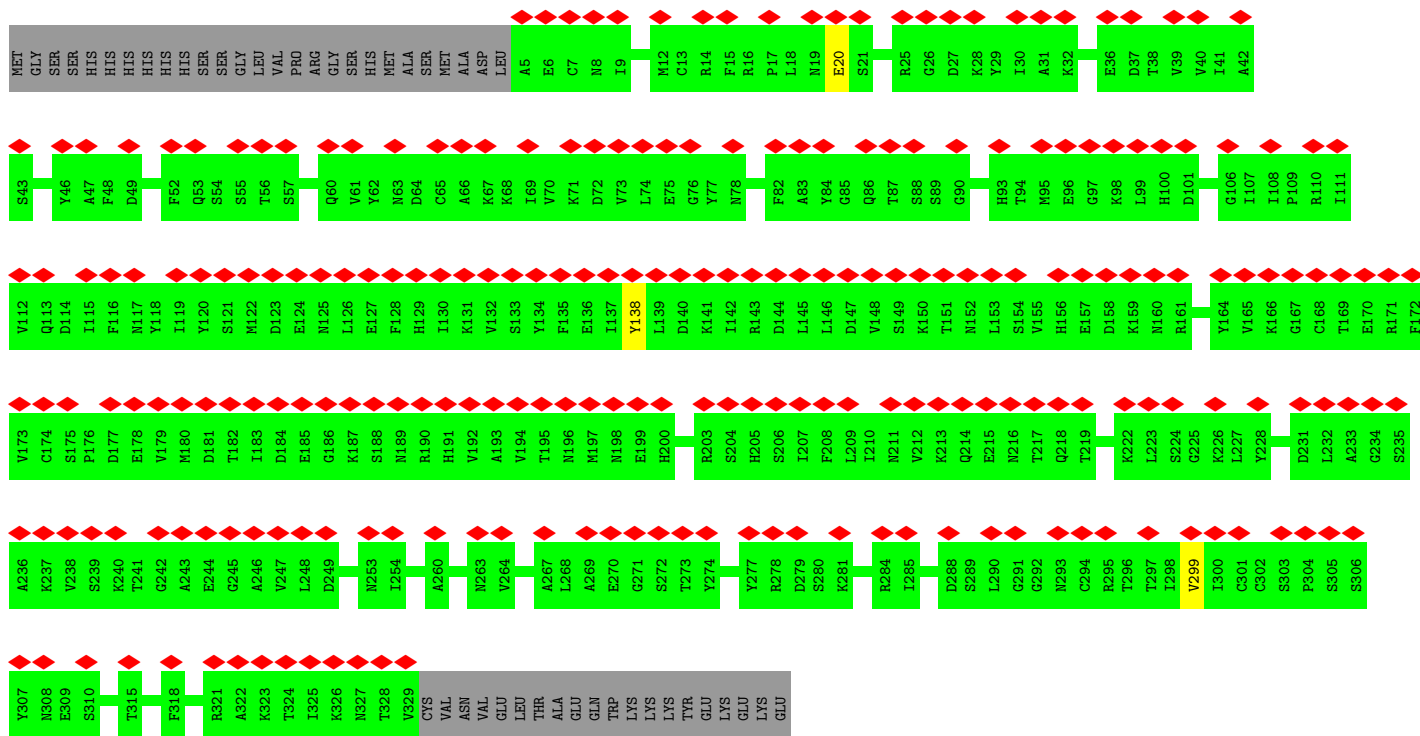 MET GLY SER SER HIS HIS HIS HIS HIS HIS SER SER GLY LEU VAL PRO ARG GLY SER HIS MET ALA SER MET ALA ASP LEU A5 E6 C7 N8 I9 M12 C13 R14 F15 R16 P17 L18 N19 E20 S21 R25 G26 D27 K28 Y29 I30 A31 K32 E36 D37 T38 V39 V40 I41 A42
S43 Y46 A47 F48 D49 F52 Q53 S54 S55 T56 S57 Q60 V61 Y62 N63 D64 C65 A66 K67 K68 I69 V70 K71 D72 V73 L74 E75 G76 Y77 N78 F82 A83 Y84 G85 Q86 T87 S88 S89 G90 H93 T94 M95 E96 G97 K98 L99 H100 D101 G106 I107 I108 P109 R110 I111
V112 Q113 D114 I115 F116 N117 Y118 I119 Y120 S121 M122 D123 E124 N125 L126 E127 F128 H129 I130 K131 V132 S133 Y134 F135 E136 I137 Y138 L139 D140 K141 I142 R143 D144 L145 L146 D147 V148 S149 K150 T151 N152 L153 S154 V155 H156 E157 D158 K159 N160 R161 Y164 V165 K166 G167 C168 T169 E170 R171 F172
V173 C174 S175 P176 D177 E178 V179 M180 D181 T182 I183 D184 E185 G186 K187 S188 N189 R190 H191 V192 A193 V194 T195 N196 M197 N198 E199 H200 R203 S204 H205 S206 I207 F208 L209 I210 N211 V212 K213 Q214 E215 N216 T217 Q218 T219 K222 L223 S224 G225 K226 L227 Y228 D231 L232 A233 G234 S235
A236 K237 V238 S239 K240 T241 G242 A243 E244 G245 A246 V247 L248 D249 N253 I254 A260 N263 V264 A267 L268 A269 E270 G271 S272 T273 Y274 Y277 R278 D279 S280 K281 R284 I285 D288 S289 L290 G291 G292 N293 C294 R295 T296 T297 I298 V299 I300 C301 C302 S303 P304 S305 S306
Y307 N308 E309 S310 T315 F318 R321 A322 K323 T324 I325 K326 N327 T328 V329 CYS VAL ASN VAL GLU LEU THR ALA GLU GLN TRP LYS LYS LYS TYR GLU LYS GLU LYS GLU